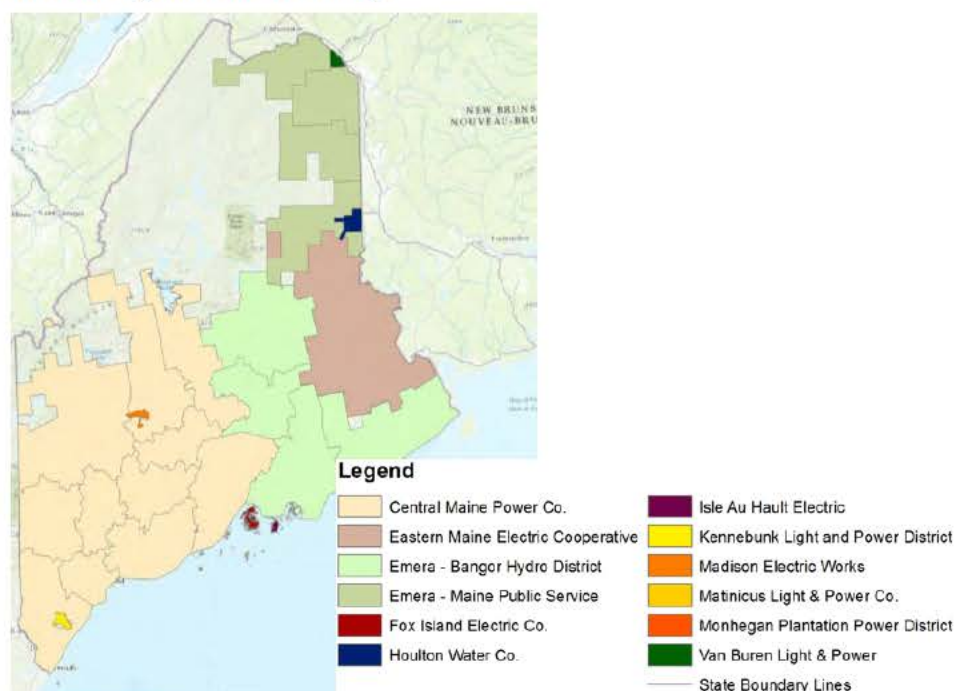 NEW BRUNS
NOUVEAU-BRU
Legend
Central Maine Power Co.
Eastern Maine Electric Cooperative
Emera - Bangor Hydro District
Emera - Maine Public Service
Fox Island Electric Co.
Houlton Water Co.
Isle Au Hault Electric
Kennebunk Light and Power District
Madison Electric Works
Matinicus Light & Power Co.
Monhegan Plantation Power District
Van Buren Light & Power
State Boundary Lines